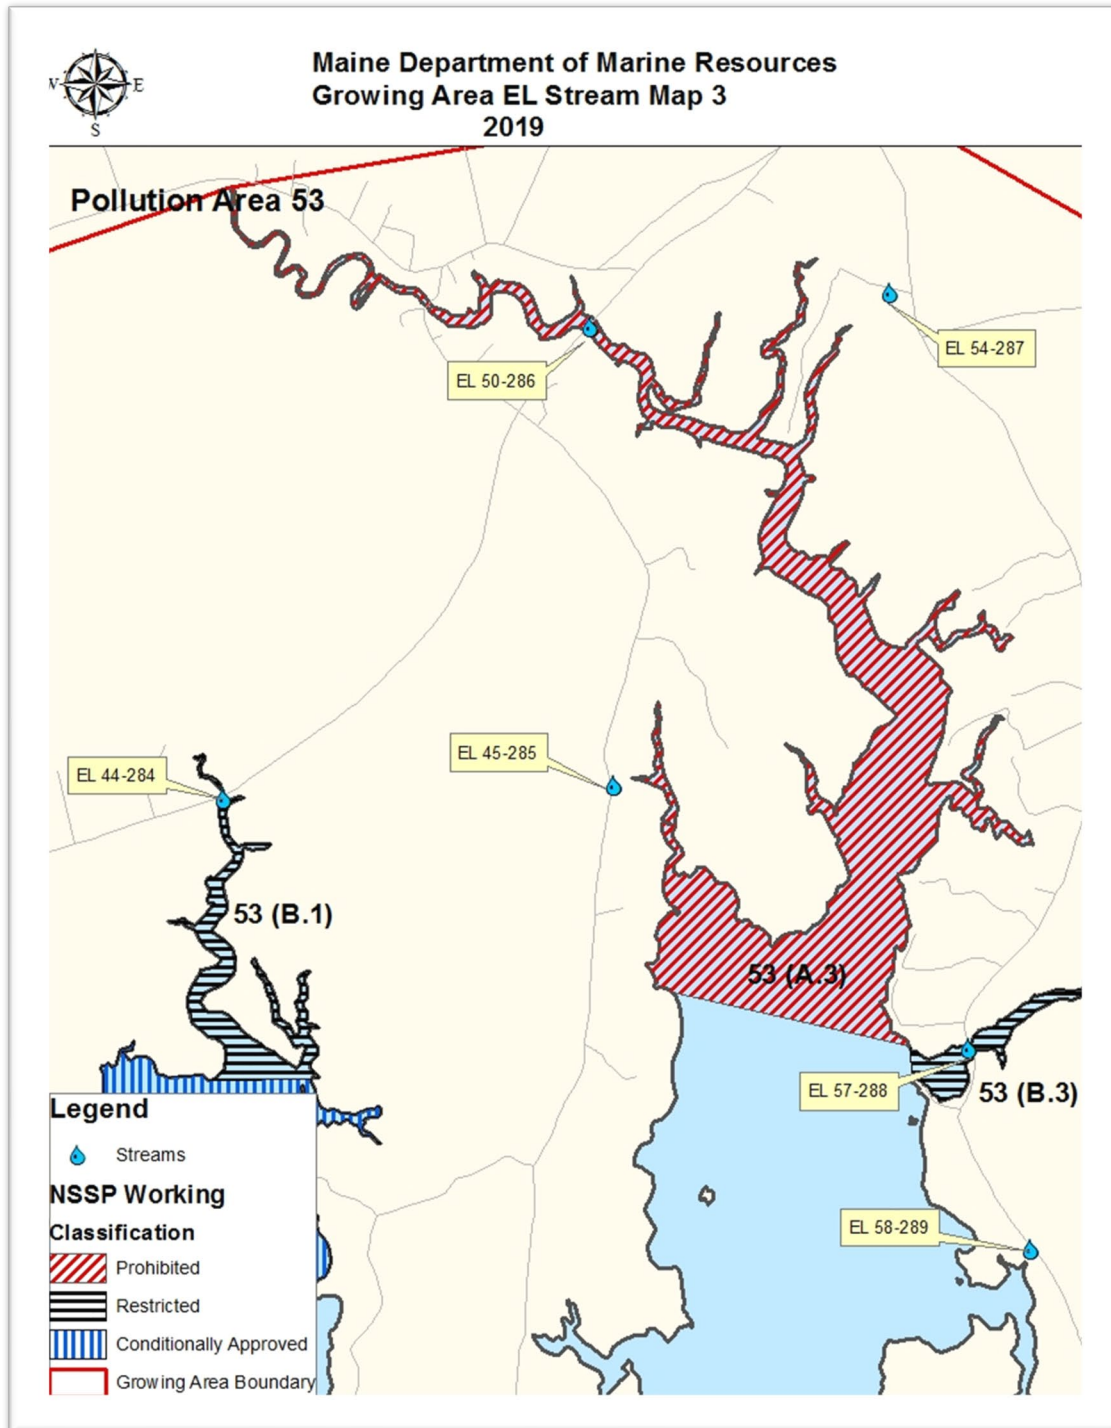 Maine Department of Marine Resources
Growing Area EL Stream Map 3
2019
E
S
Pollution Area 53
EL 54-287
EL 50-286
EL 45-285
EL 44-284
53 (B.1)
53 (A.3)
EL 57-288
53 (B.3)
EL 58-289
Legend
Streams
NSSP Working
Classification
Prohibited
Restricted
Conditionally Approved
Growing Area Boundary